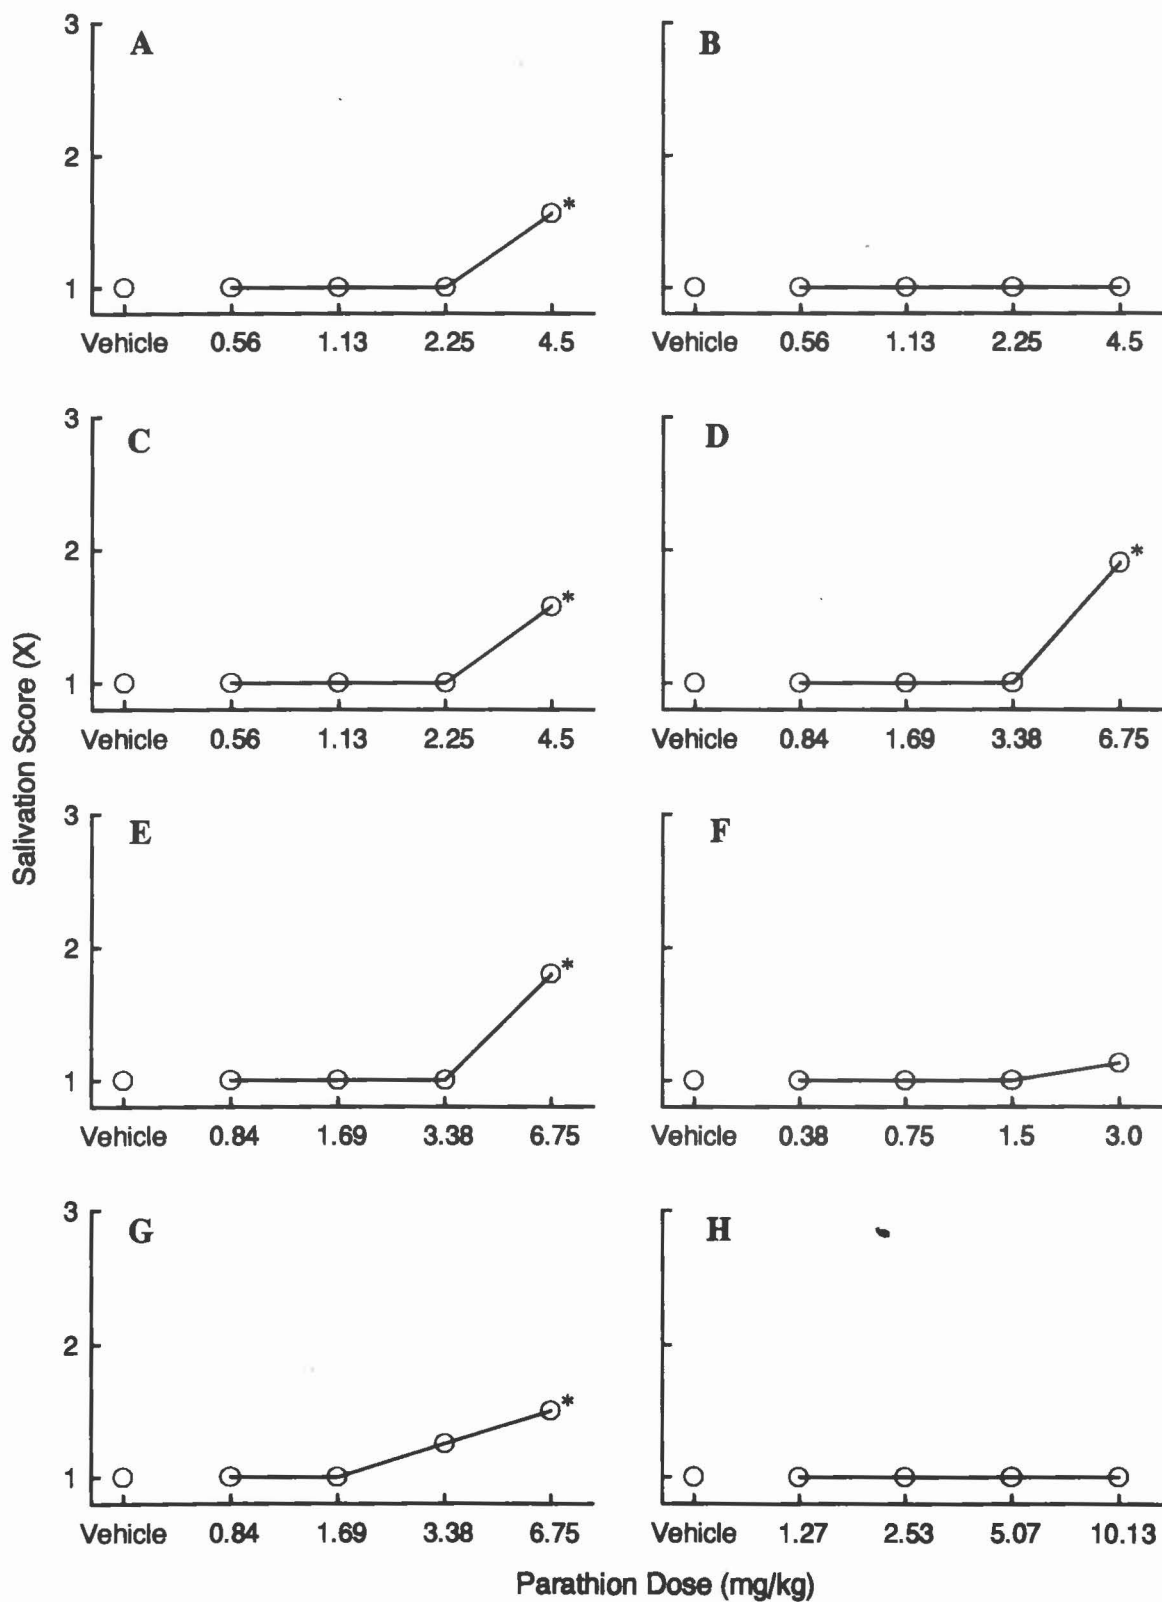 3
A
B
2
*
1
Vehicle 0.56 1.13 2.25 4.5
Vehicle 0.56 1.13 2.25 4.5
3
C
D
2
*
*
1
Vehicle 0.56 1.13 2.25 4.5
Vehicle 0.84 1.69 3.38 6.75
Salivation Score (X)
3
E
F
2
*
1
Vehicle 0.84 1.69 3.38 6.75
Vehicle 0.38 0.75 1.5 3.0
3
G
H
2
*
1
Vehicle 0.84 1.69 3.38 6.75
Vehicle 1.27 2.53 5.07 10.13
Parathion Dose (mg/kg)